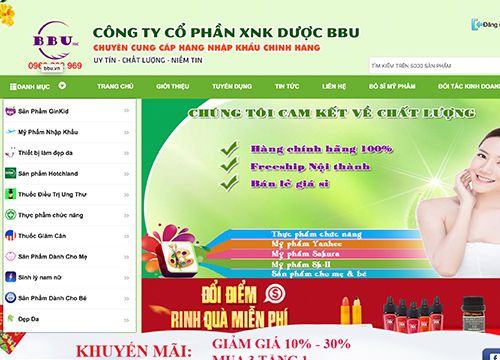 BBU INC
CÔNG TY CỔ PHẦN XNK DƯỢC BBU
CHUYÊN CUNG CẤP HÀNG NHẬP KHẨU CHÍNH HÃNG
UY TÍN - CHẤT LƯỢNG - NIỀM TIN
bbu.vn
Đăng
TÌM KIẾM TRÊN 5000 SẢN PHẨM
DANH MỤC
TRANG CHỦ
GIỚI THIỆU
TUYỂN DỤNG
TIN TỨC
LIÊN HỆ
BỎ SỈ MỸ PHẨM
ĐỐI TÁC KINH DOAN
Sản Phẩm GinKid
Mỹ Phẩm Nhập Khẩu
Thiết bị làm đẹp da
Sản phẩm Hotchland
Thuốc Điều Trị Ung Thư
Thực phẩm chức năng
Thuốc Giảm Cân
Sản Phẩm Dành Cho Mẹ
Sinh lý nam nữ
Sản Phẩm Dành Cho Bé
Đẹp Da
CHÚNG TÔI CAM KẾT VỀ CHẤT LƯỢNG
Hàng chính hãng 100%
Freeship Nội thành
Bán lẻ giá sỉ
Thực phẩm chức năng
Mỹ phẩm Yanhee
Mỹ phẩm Sakura
Mỹ phẩm Sk-II
Sản phẩm cho mẹ & bé
ĐỔI ĐIỂM
RINH QUÀ MIỄN PHÍ
KHUYẾN MÃI:
GIẢM GIÁ 10% - 30%
MUA 3 TẶNG 1